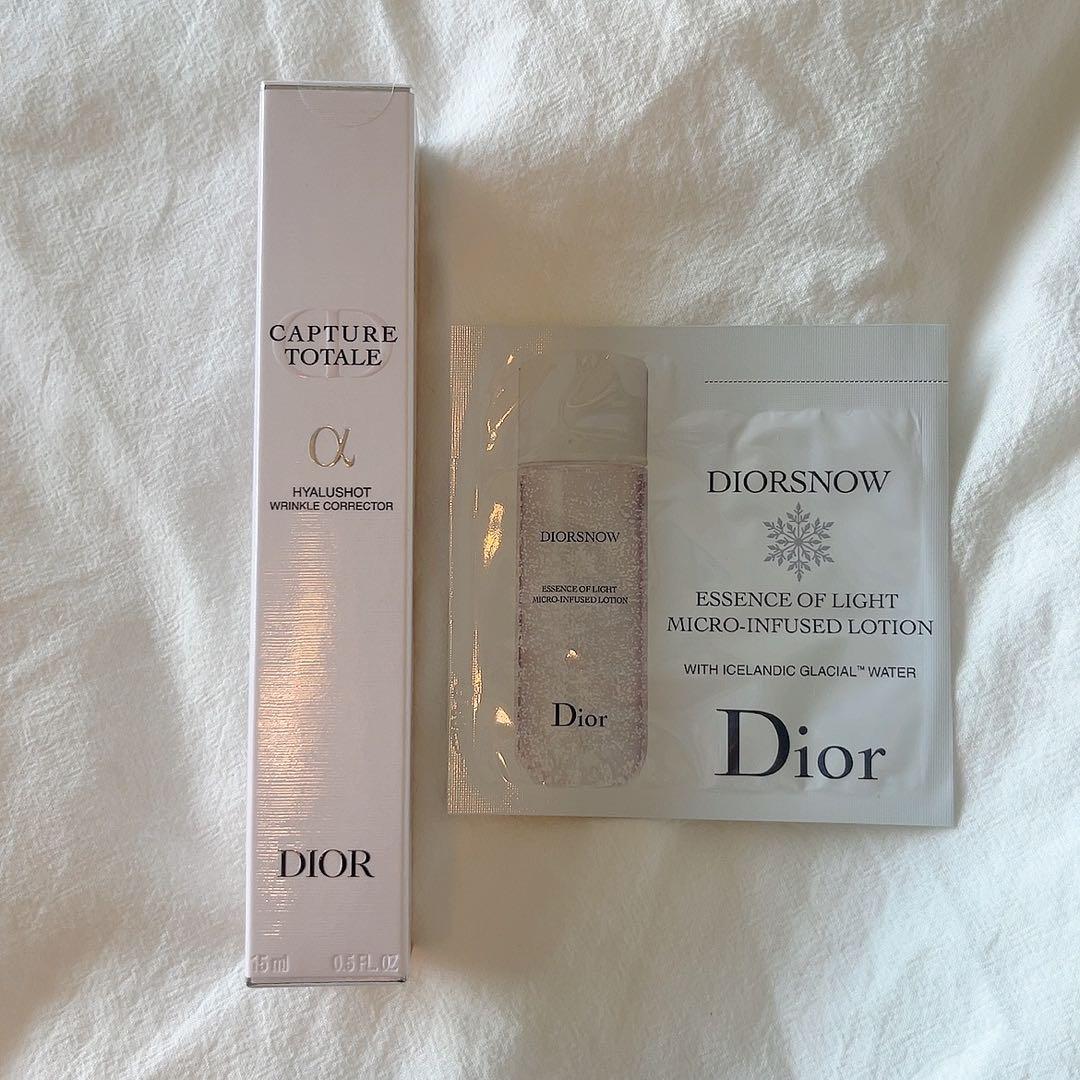 CAPTURE
TOTALE
α
HYALUSHOT
WRINKLE CORRECTOR
DIOR
15 ml 0.5 FL. OZ
DIORSNOW
ESSENCE OF LIGHT
MICRO-INFUSED LOTION
Dior
DIORSNOW
ESSENCE OF LIGHT
MICRO-INFUSED LOTION
WITH ICELANDIC GLACIAL™ WATER
Dior